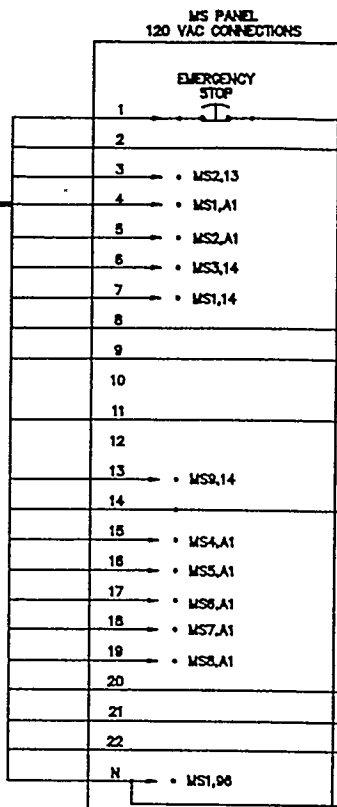 MS PANEL
120 VAC CONNECTIONS
EMERGENCY
STOP
1
2
3 MS2,13
4 MS1,A1
5 MS2,A1
6 MS3,14
7 MS1,14
8
9
10
11
12
13 MS9,14
14
15 MS4,A1
16 MS5,A1
17 MS6,A1
18 MS7,A1
19 MS8,A1
20
21
22
N MS1,96